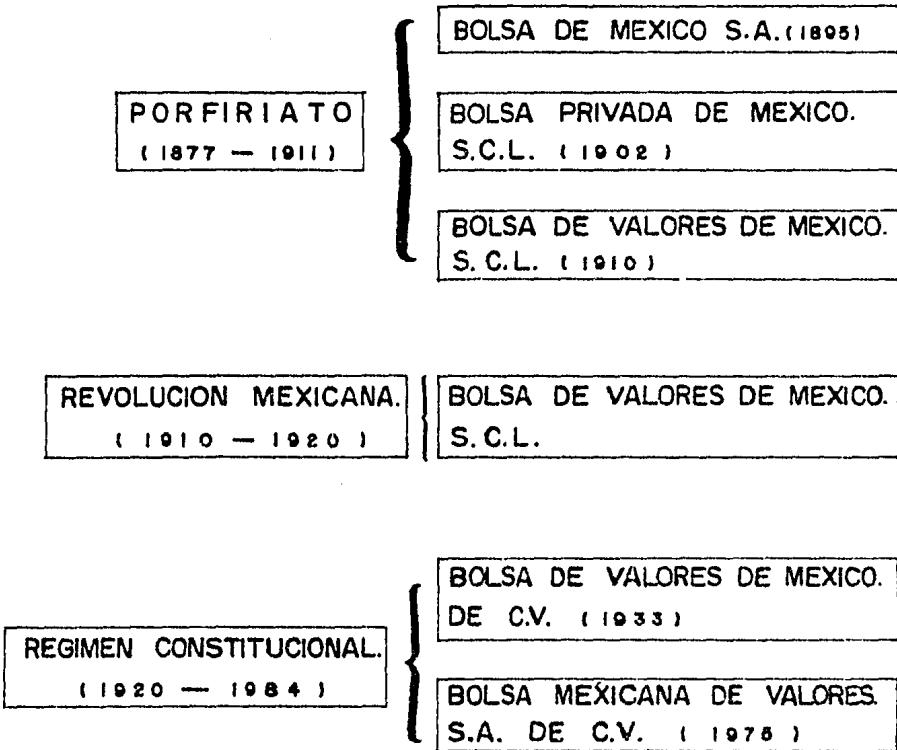 BOLSA DE MEXICO S.A. (1895)
PORFIRIATO
(1877 — 1911)
BOLSA PRIVADA DE MEXICO.
S.C.L. (1902)
BOLSA DE VALORES DE MEXICO.
S.C.L. (1910)
REVOLUCION MEXICANA.
(1910 — 1920)
BOLSA DE VALORES DE MEXICO.
S.C.L.
REGIMEN CONSTITUCIONAL.
(1920 — 1984)
BOLSA DE VALORES DE MEXICO.
DE C.V. (1933)
BOLSA MEXICANA DE VALORES.
S.A. DE C.V.